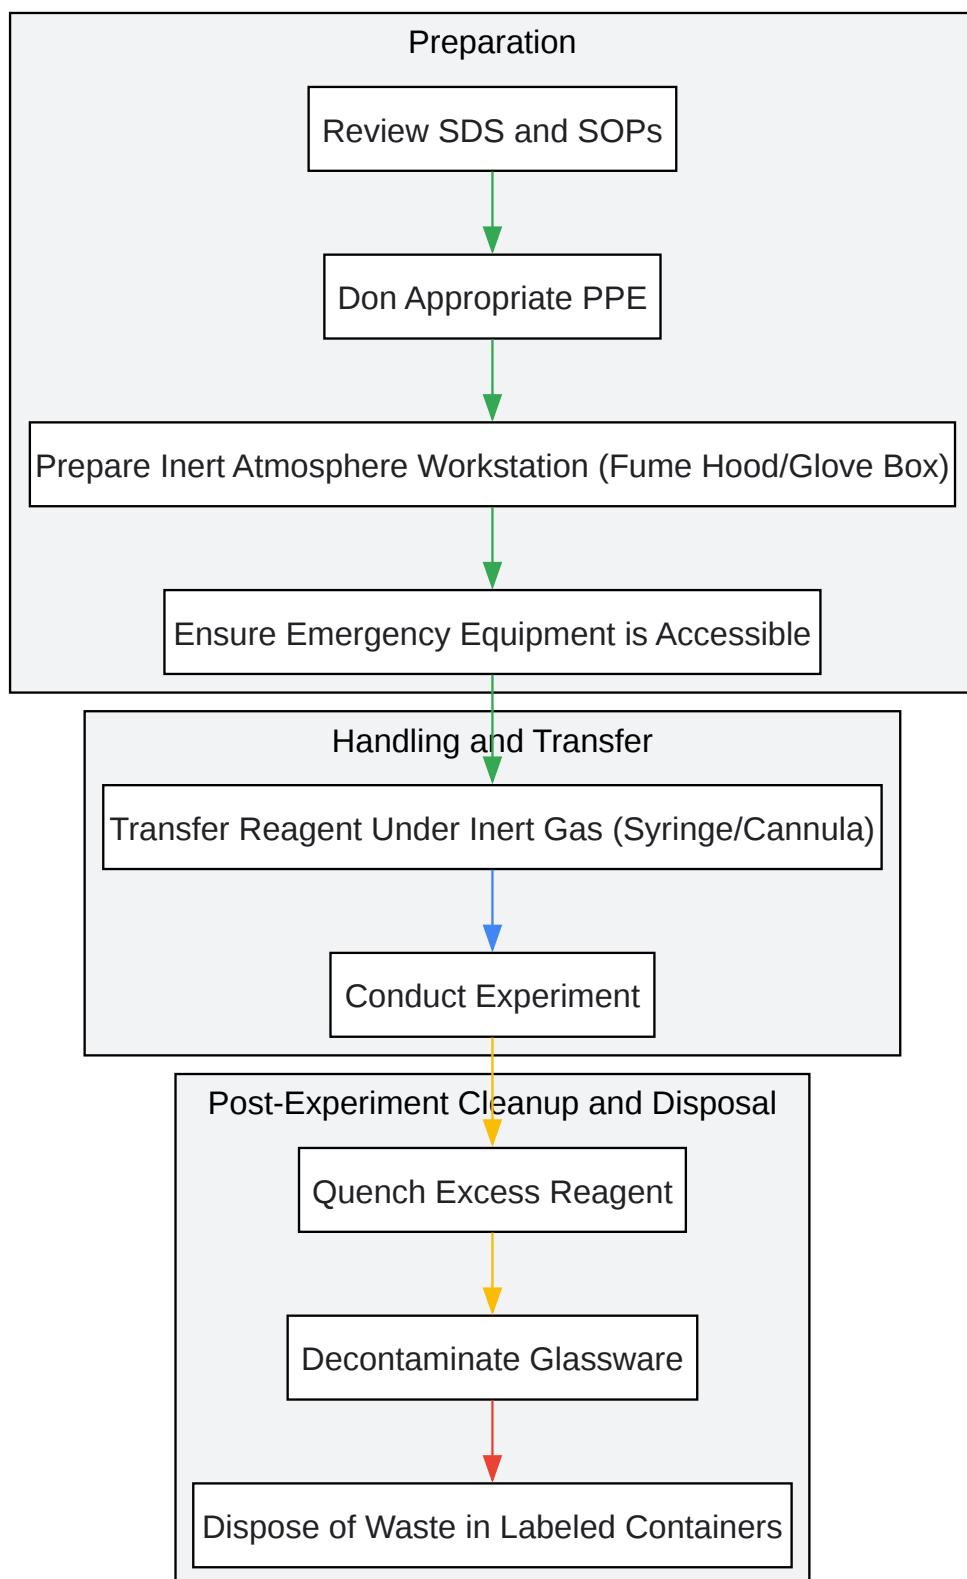 Preparation
Review SDS and SOPs
Don Appropriate PPE
Prepare Inert Atmosphere Workstation (Fume Hood/Glove Box)
Ensure Emergency Equipment is Accessible
Handling and Transfer
Transfer Reagent Under Inert Gas (Syringe/Cannula)
Conduct Experiment
Post-Experiment Cleanup and Disposal
Quench Excess Reagent
Decontaminate Glassware
Dispose of Waste in Labeled Containers